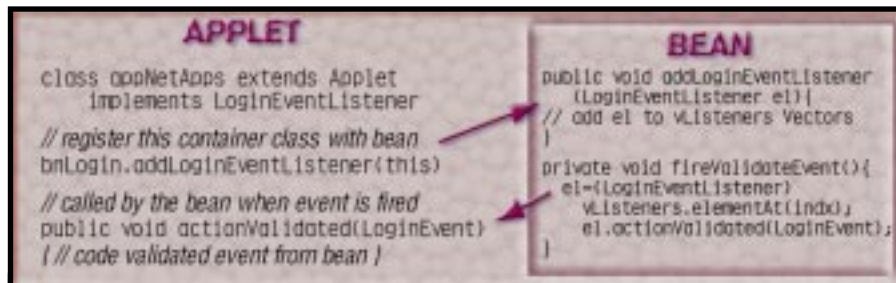 APPLET
class appNetApps extends Applet
implements LoginEventListener
// register this container class with bean
bnLogin.addLoginEventListener(this)
// called by the bean when event is fired
public void actionValidated(LoginEvent)
{ // code validated event from bean }
BEAN
public void addLoginEventListener
(LoginEventListener el){
// add el to vListeners Vectors
}
private void fireValidateEvent(){
el=(LoginEventListener)
vListeners.elementAt(indx);
el.actionValidated(LoginEvent);
}